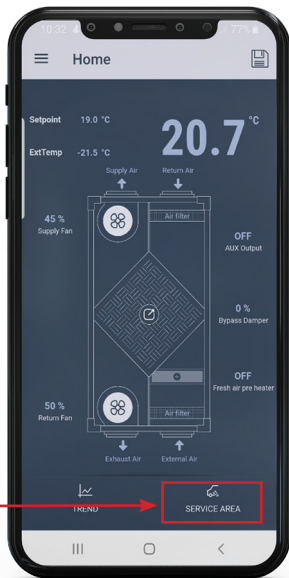 10:32
77%
Home
Setpoint 19.0 °C
20.7 °C
ExtTemp -21.5 °C
Supply Air Return Air
45 %
Supply Fan
Air filter
OFF
AUX Output
0 %
Bypass Damper
OFF
Fresh air pre heater
50 %
Return Fan
Air filter
Exhaust Air External Air
TREND SERVICE AREA